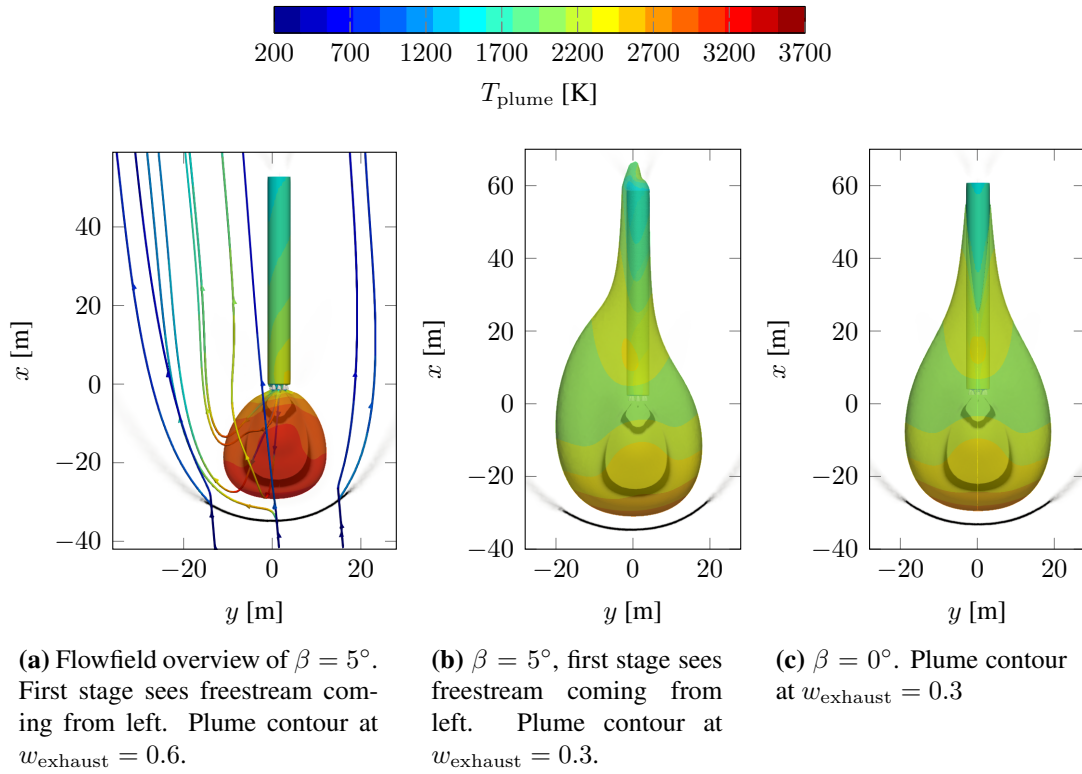 200 700 1200 1700 2200 2700 3200 3700
T_plume [K]
40
20
0
−20
−40
x [m]
−20 0 20
y [m]
60
40
20
0
−20
−40
x [m]
−20 0 20
y [m]
60
40
20
0
−20
−40
x [m]
−20 0 20
y [m]
(a) Flowfield overview of β = 5°.
First stage sees freestream com-
ing from left. Plume contour at
w_exhaust = 0.6.
(b) β = 5°, first stage sees
freestream coming from
left. Plume contour at
w_exhaust = 0.3.
(c) β = 0°. Plume contour
at w_exhaust = 0.3